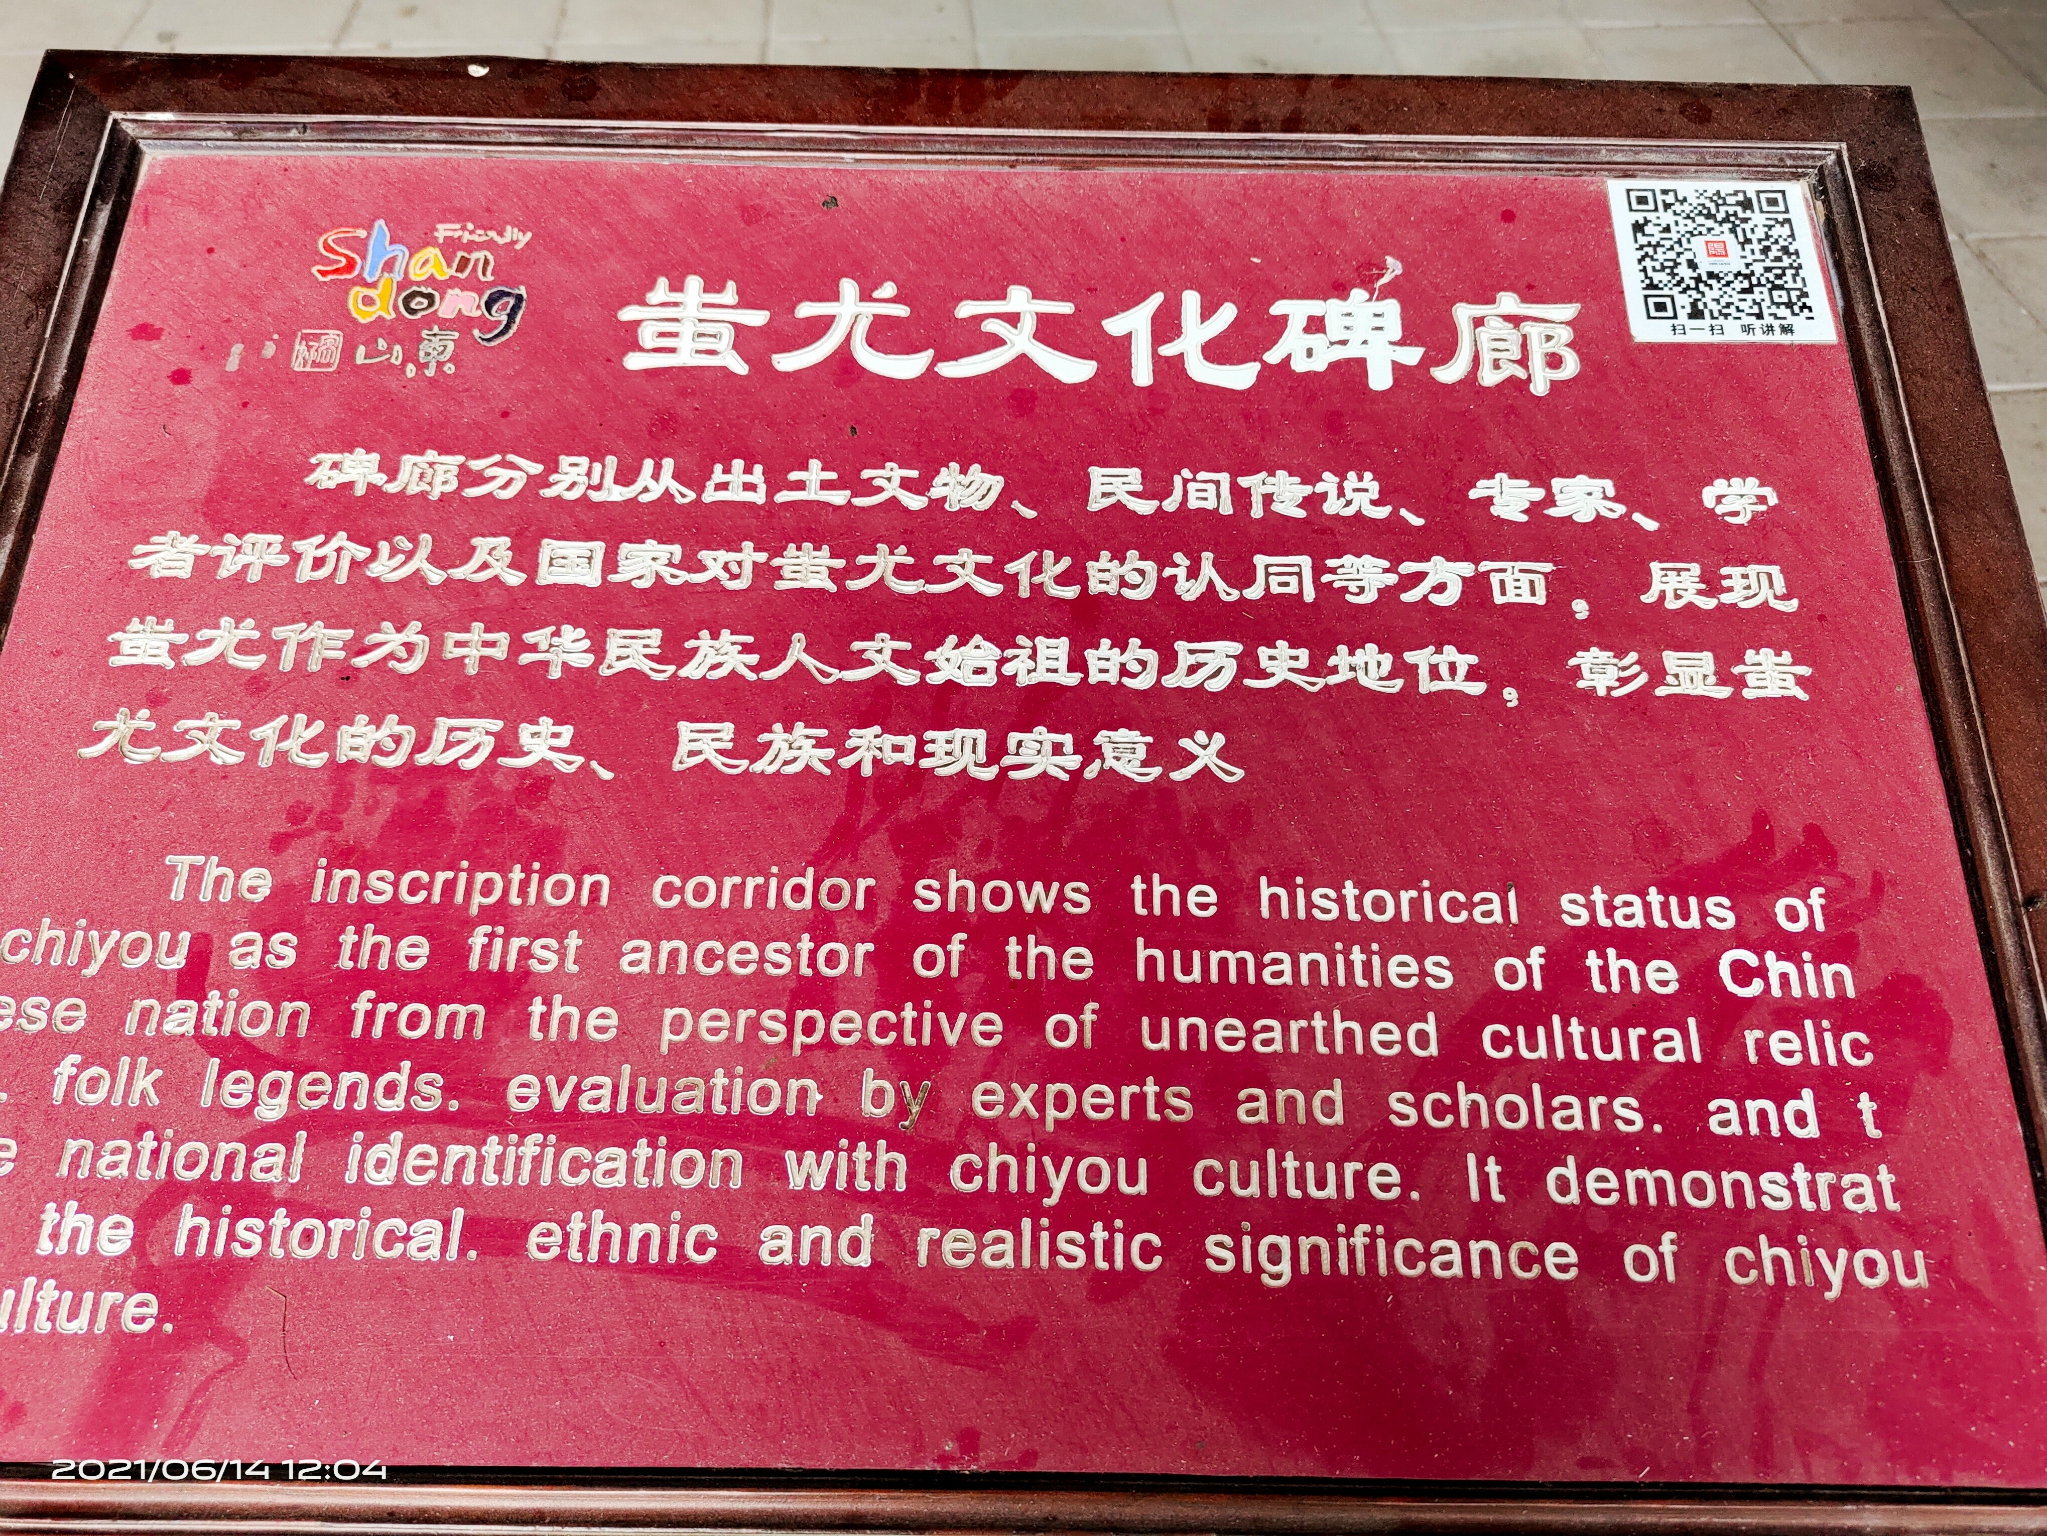 Friendly
Shan
dong
好客 山東
蚩尤文化碑廊
扫一扫 听讲解
碑廊分别从出土文物、民间传说、专家、学
者评价以及国家对蚩尤文化的认同等方面，展现
蚩尤作为中华民族人文始祖的历史地位，彰显蚩
尤文化的历史、民族和现实意义
The inscription corridor shows the historical status of
chiyou as the first ancestor of the humanities of the Chin
ese nation from the perspective of unearthed cultural relic
. folk legends. evaluation by experts and scholars. and t
e national identification with chiyou culture. It demonstrat
the historical. ethnic and realistic significance of chiyou
ulture.
2021/06/14 12:04